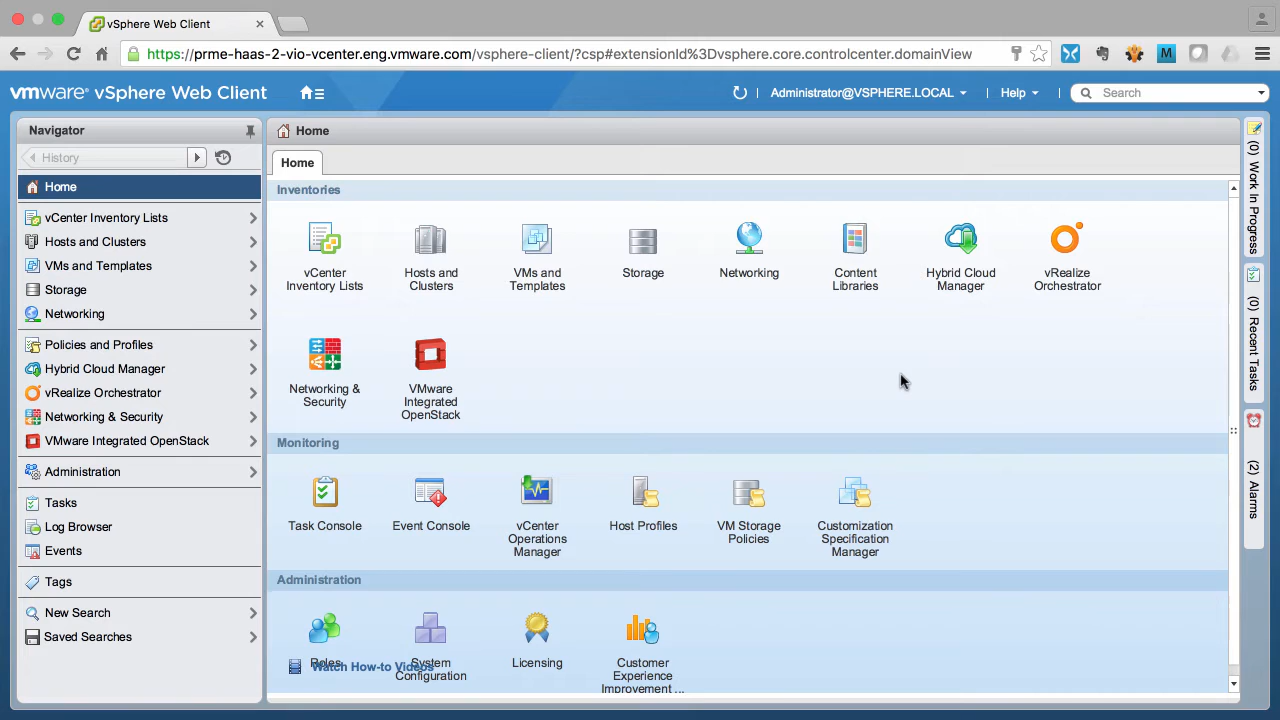 vSphere Web Client
https://prme-haas-2-vio-vcenter.eng.vmware.com/vsphere-client/?csp#extensionId%3Dvsphere.core.controlcenter.domainView
vmware vSphere Web Client
Administrator@VSPHERE.LOCAL
Help
Search
Navigator
History
Home
vCenter Inventory Lists
Hosts and Clusters
VMs and Templates
Storage
Networking
Policies and Profiles
Hybrid Cloud Manager
vRealize Orchestrator
Networking & Security
VMware Integrated OpenStack
Administration
Tasks
Log Browser
Events
Tags
New Search
Saved Searches
Home
Home
Inventories
vCenter
Inventory Lists
Hosts and
Clusters
VMs and
Templates
Storage
Networking
Content
Libraries
Hybrid Cloud
Manager
vRealize
Orchestrator
Networking &
Security
VMware
Integrated
OpenStack
Monitoring
Task Console
Event Console
vCenter
Operations
Manager
Host Profiles
VM Storage
Policies
Customization
Specification
Manager
Administration
Roles
System
Configuration
Licensing
Customer
Experience
Improvement ...
Watch How-to Videos
(0) Work In Progress
(0) Recent Tasks
(2) Alarms
M